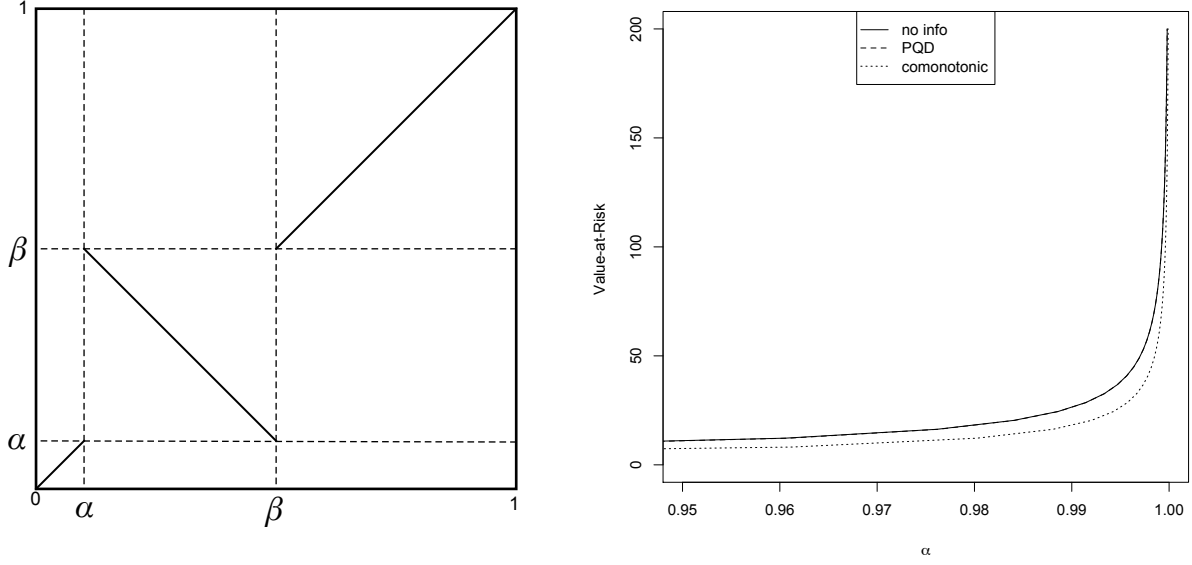 1
β
α
0
α
β
1
no info
PQD
comonotonic
Value-at-Risk
200
150
100
50
0
0.95 0.96 0.97 0.98 0.99 1.00
α